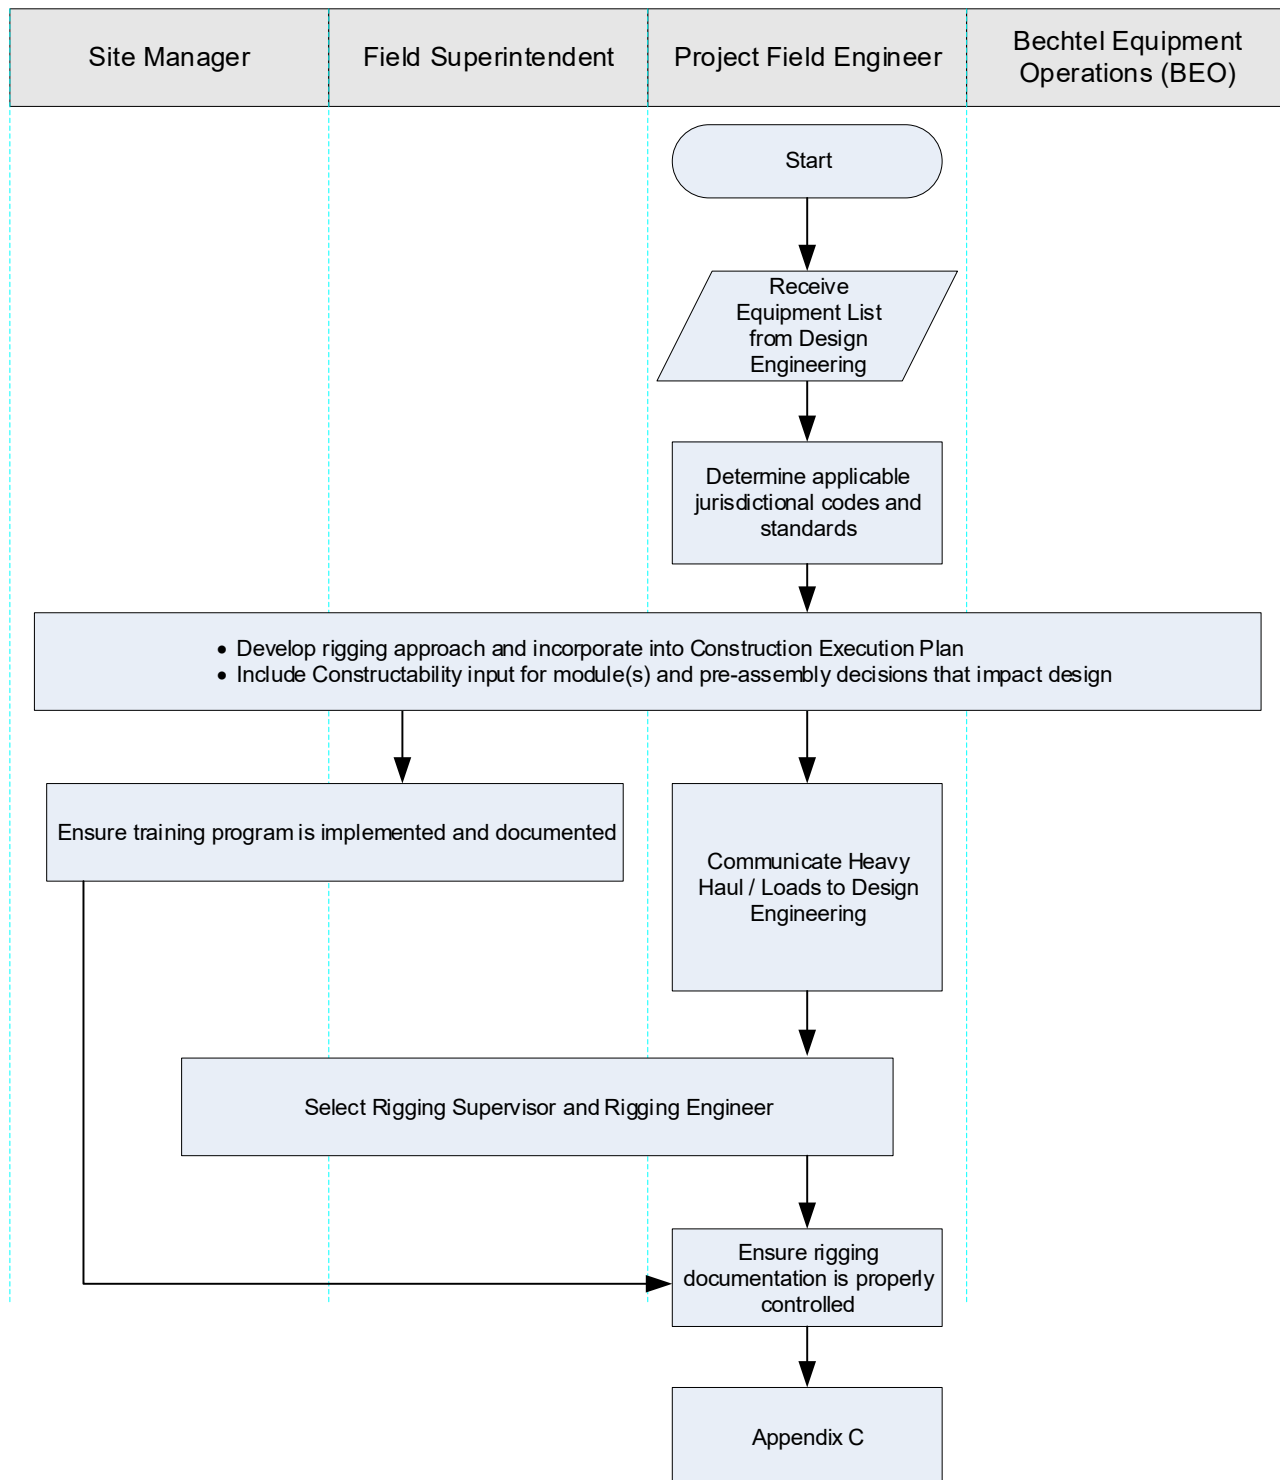 Site Manager
Field Superintendent
Project Field Engineer
Bechtel Equipment
Operations (BEO)
Start
Receive
Equipment List
from Design
Engineering
Determine applicable
jurisdictional codes and
standards
• Develop rigging approach and incorporate into Construction Execution Plan
• Include Constructability input for module(s) and pre-assembly decisions that impact design
Ensure training program is implemented and documented
Communicate Heavy
Haul / Loads to Design
Engineering
Select Rigging Supervisor and Rigging Engineer
Ensure rigging
documentation is properly
controlled
Appendix C